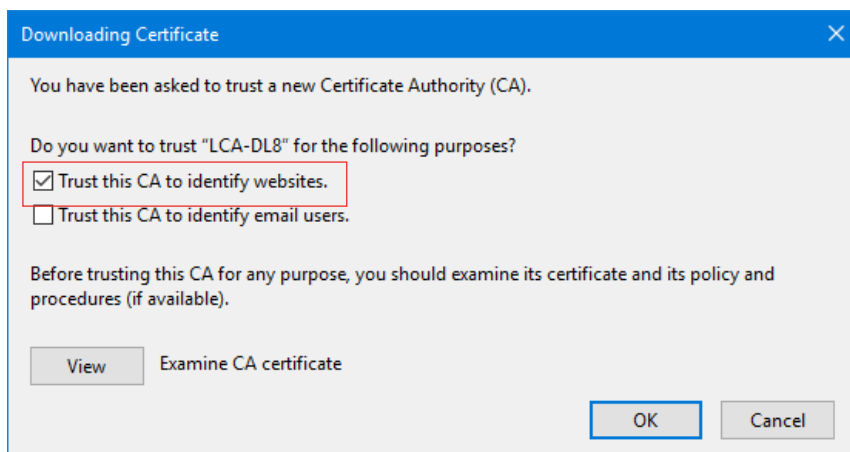 Downloading Certificate
You have been asked to trust a new Certificate Authority (CA).
Do you want to trust “LCA-DL8” for the following purposes?
Trust this CA to identify websites.
Trust this CA to identify email users.
Before trusting this CA for any purpose, you should examine its certificate and its policy and
procedures (if available).
View Examine CA certificate
OK Cancel